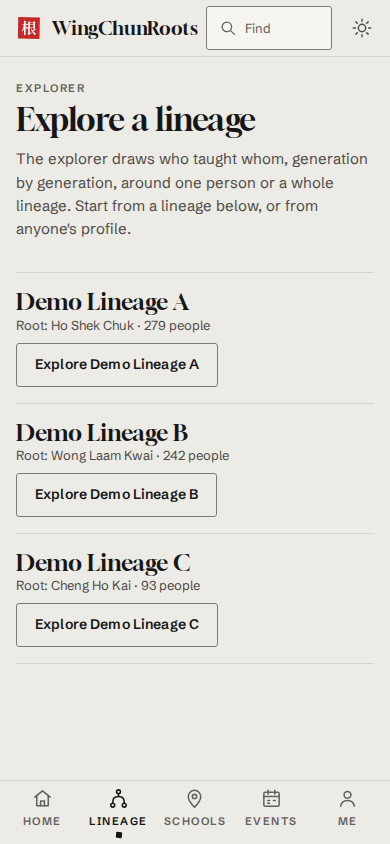 根 WingChunRoots Find
EXPLORER
Explore a lineage
The explorer draws who taught whom, generation
by generation, around one person or a whole
lineage. Start from a lineage below, or from
anyone's profile.
Demo Lineage A
Root: Ho Shek Chuk · 279 people
Explore Demo Lineage A
Demo Lineage B
Root: Wong Laam Kwai · 242 people
Explore Demo Lineage B
Demo Lineage C
Root: Cheng Ho Kai · 93 people
Explore Demo Lineage C
HOME LINEAGE SCHOOLS EVENTS ME